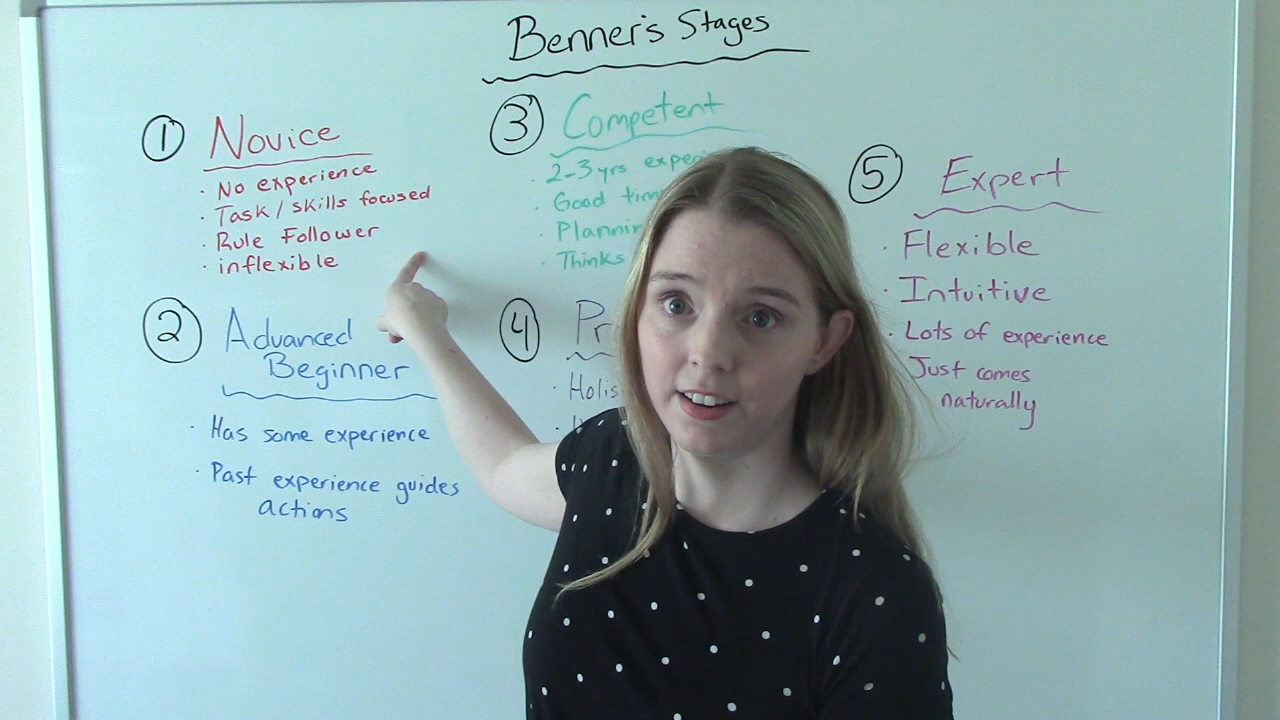 Benner's Stages
① Novice
· No experience
· Task/skills focused
· Rule Follower
· inflexible
② Advanced
Beginner
· Has some experience
· Past experience guides
actions
③ Competent
· 2-3yrs
· Good
·
· Thinks
④
·
·
⑤ Expert
· Flexible
· Intuitive
· Lots of experience
Just comes
naturally